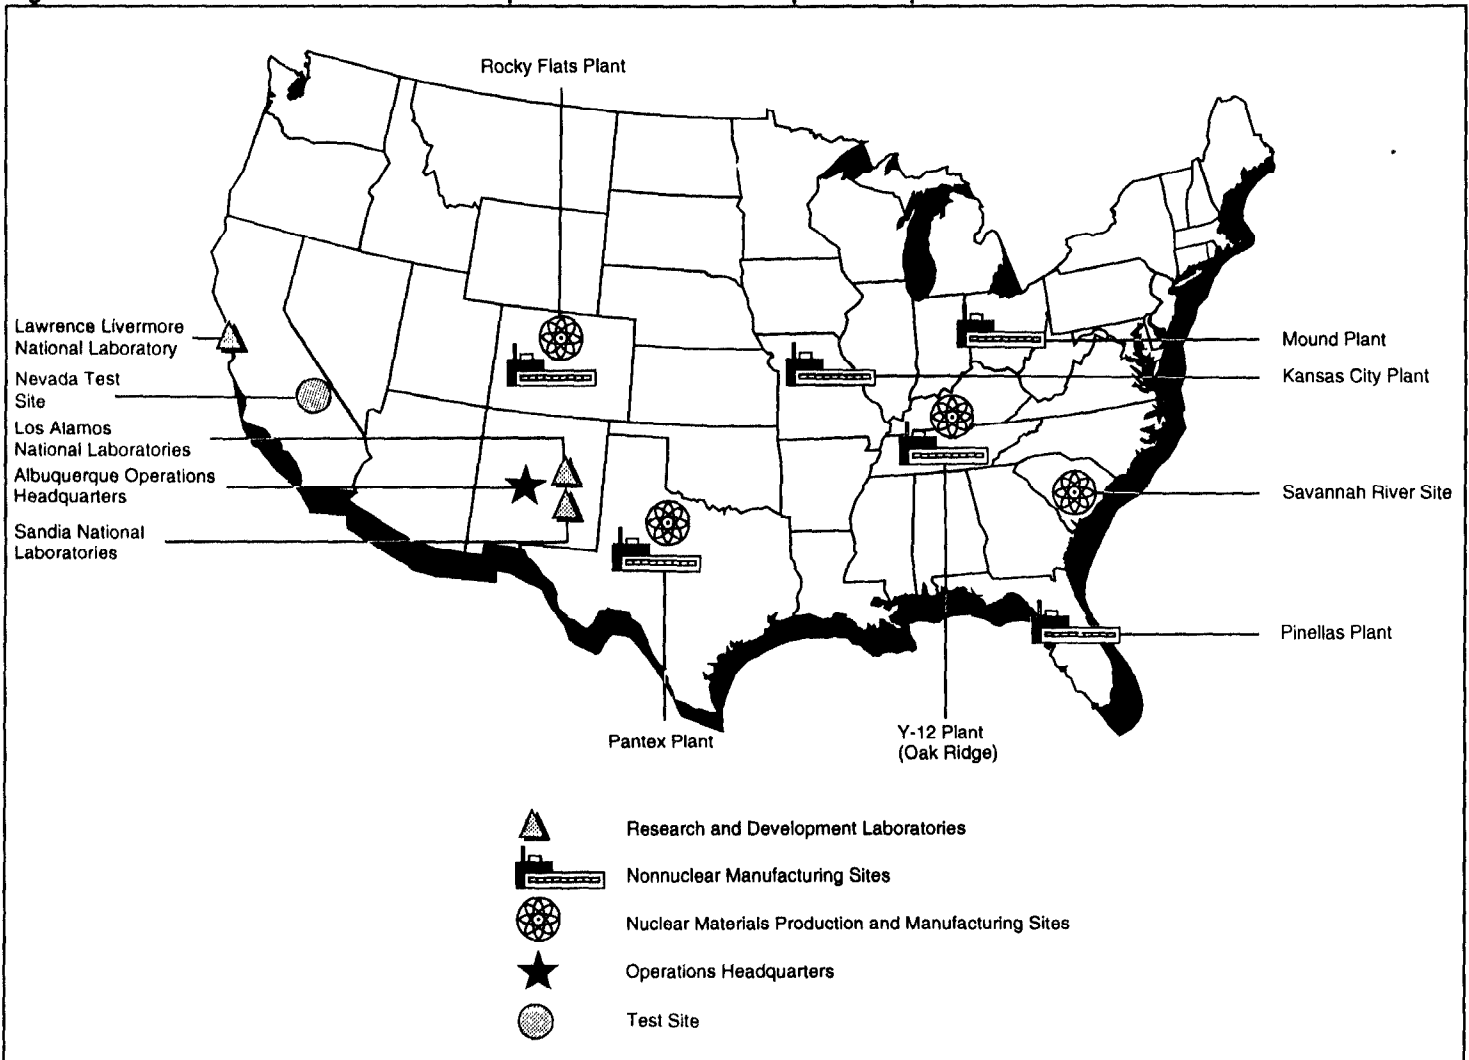 Rocky Flats Plant
Lawrence Livermore
National Laboratory
Nevada Test
Site
Los Alamos
National Laboratories
Albuquerque Operations
Headquarters
Sandia National
Laboratories
Mound Plant
Kansas City Plant
Savannah River Site
Pinellas Plant
Pantex Plant
Y-12 Plant
(Oak Ridge)
Research and Development Laboratories
Nonnuclear Manufacturing Sites
Nuclear Materials Production and Manufacturing Sites
Operations Headquarters
Test Site